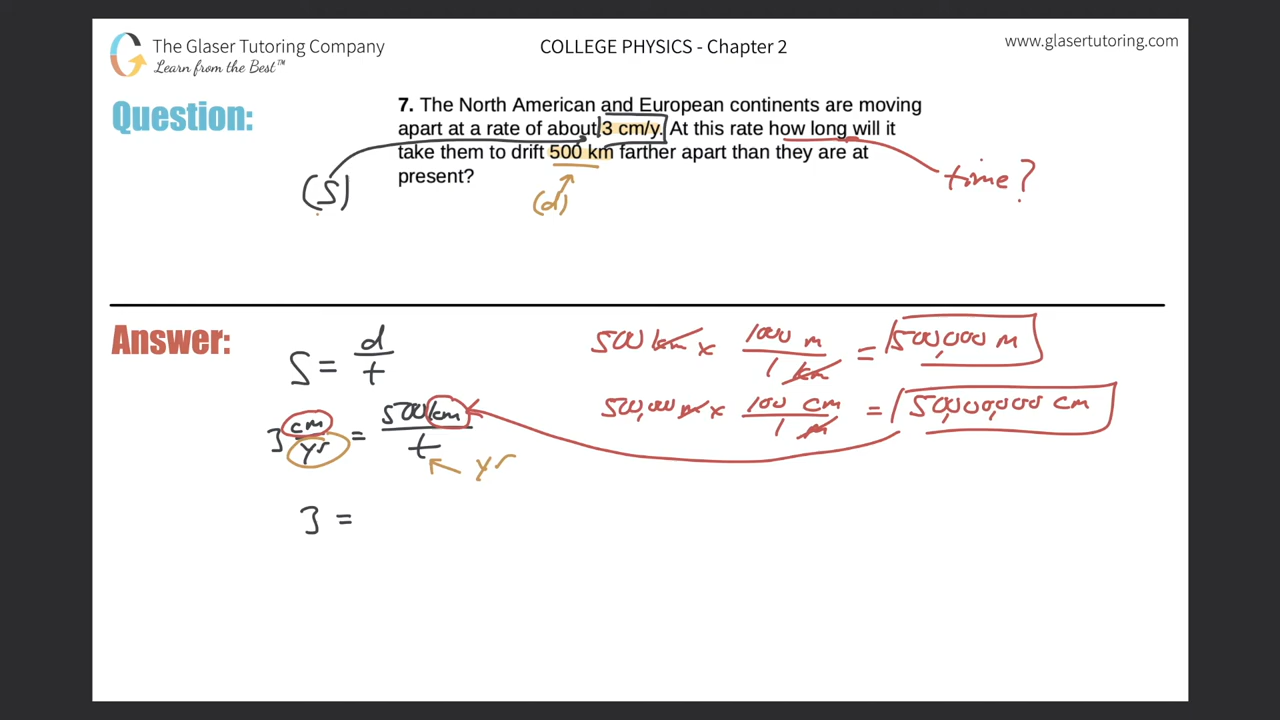 The Glaser Tutoring Company
Learn from the Best™
COLLEGE PHYSICS - Chapter 2
www.glasertutoring.com
Question:
7. The North American and European continents are moving
apart at a rate of about 3 cm/y. At this rate how long will it
take them to drift 500 km farther apart than they are at
present?
(S)
(d)
time?
Answer:
S = d/t
500 km x 1000 m / 1 km = 500,000 m
3 cm/yr = 500 km / t
yr
500,000 m x 100 cm / 1 m = 50,000,000 cm
3 =